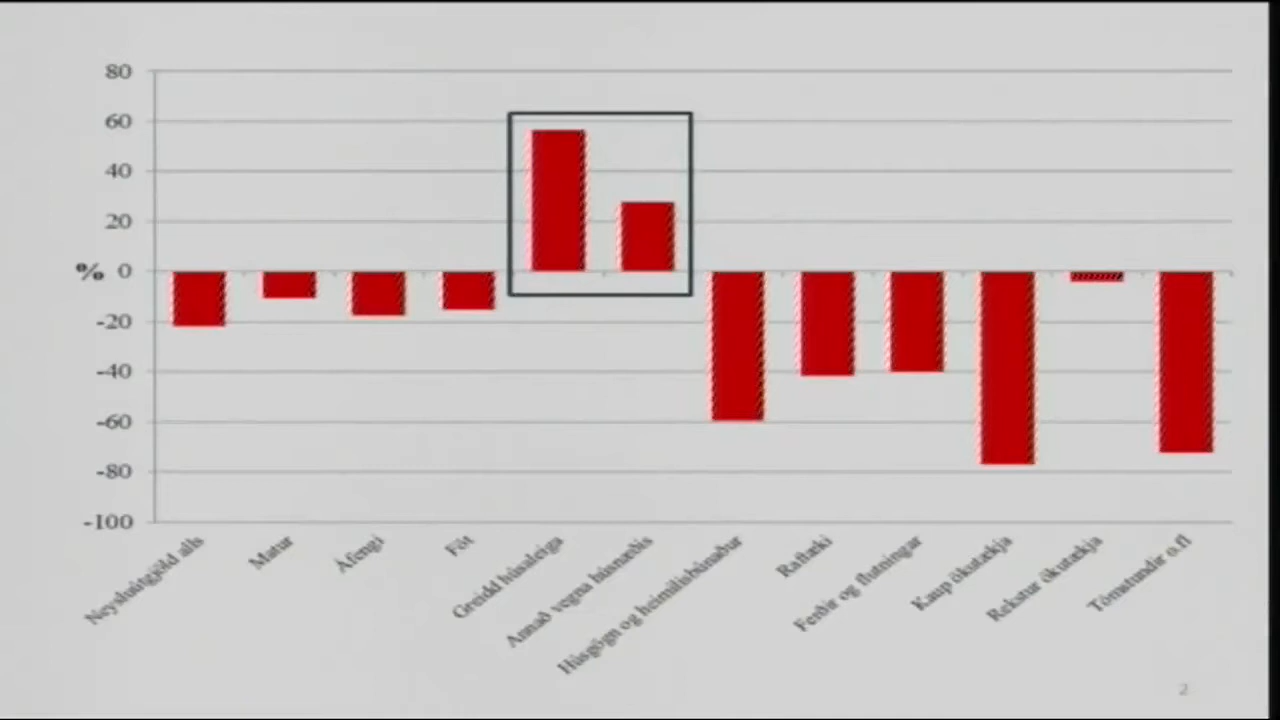 80
60
40
20
0
-20
-40
-60
-80
-100
%
Neysluútgjöld alls
Matur
Áfengi
Föt
Greidd húsaleiga
Annað vegna húsnæðis
Húsgögn og heimilisbúnaður
Raftæki
Ferðir og flutningar
Kaup ökutækja
Rekstur ökutækja
Tómstundir o.fl
2